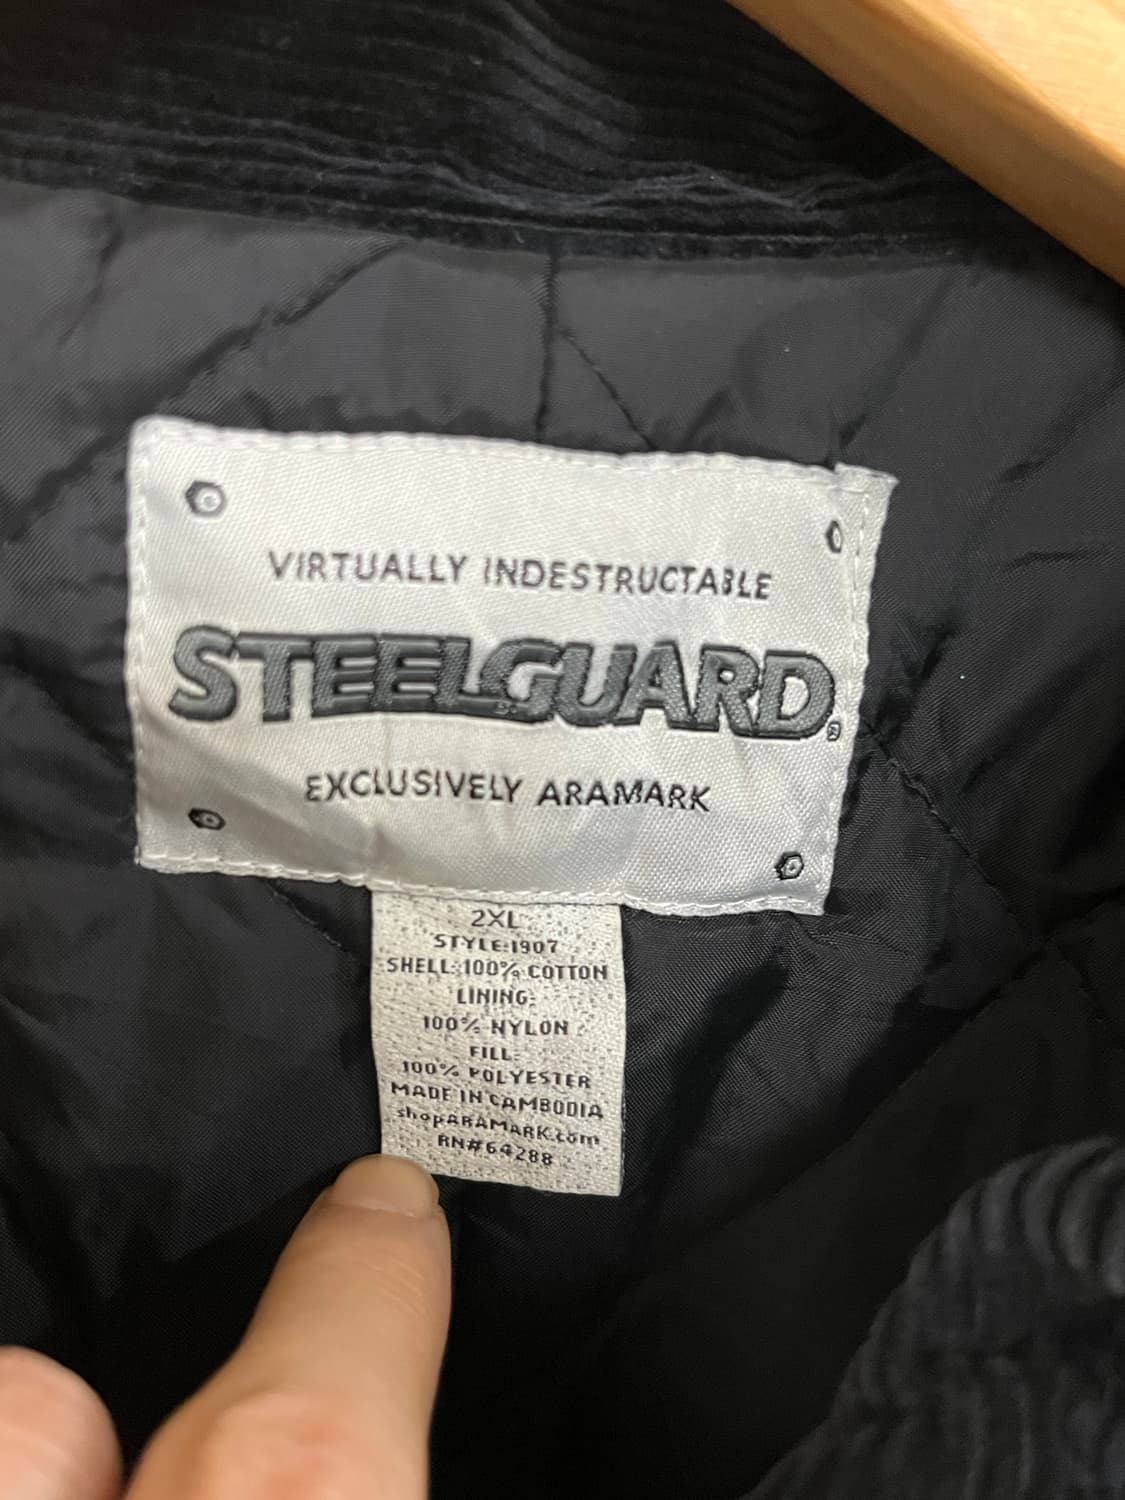 VIRTUALLY INDESTRUCTABLE
STEELGUARD®
EXCLUSIVELY ARAMARK
2XL
STYLE:1907
SHELL:100% COTTON
LINING:
100% NYLON
FILL:
100% POLYESTER
MADE IN CAMBODIA
shopARAMARK.com
RN#64288